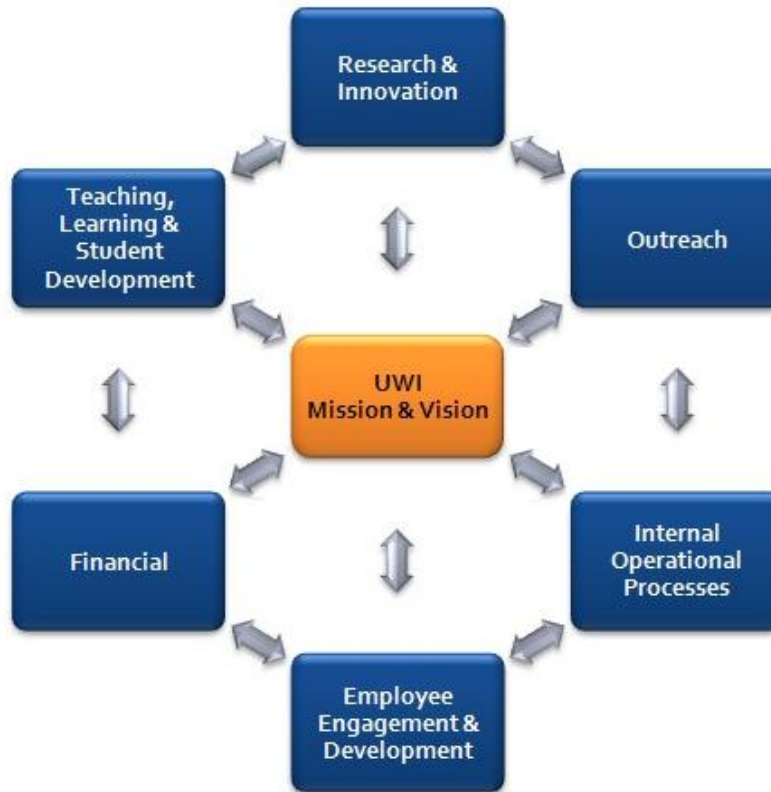 Research &
Innovation
Teaching,
Learning &
Student
Development
Outreach
UWI
Mission & Vision
Financial
Internal
Operational
Processes
Employee
Engagement &
Development